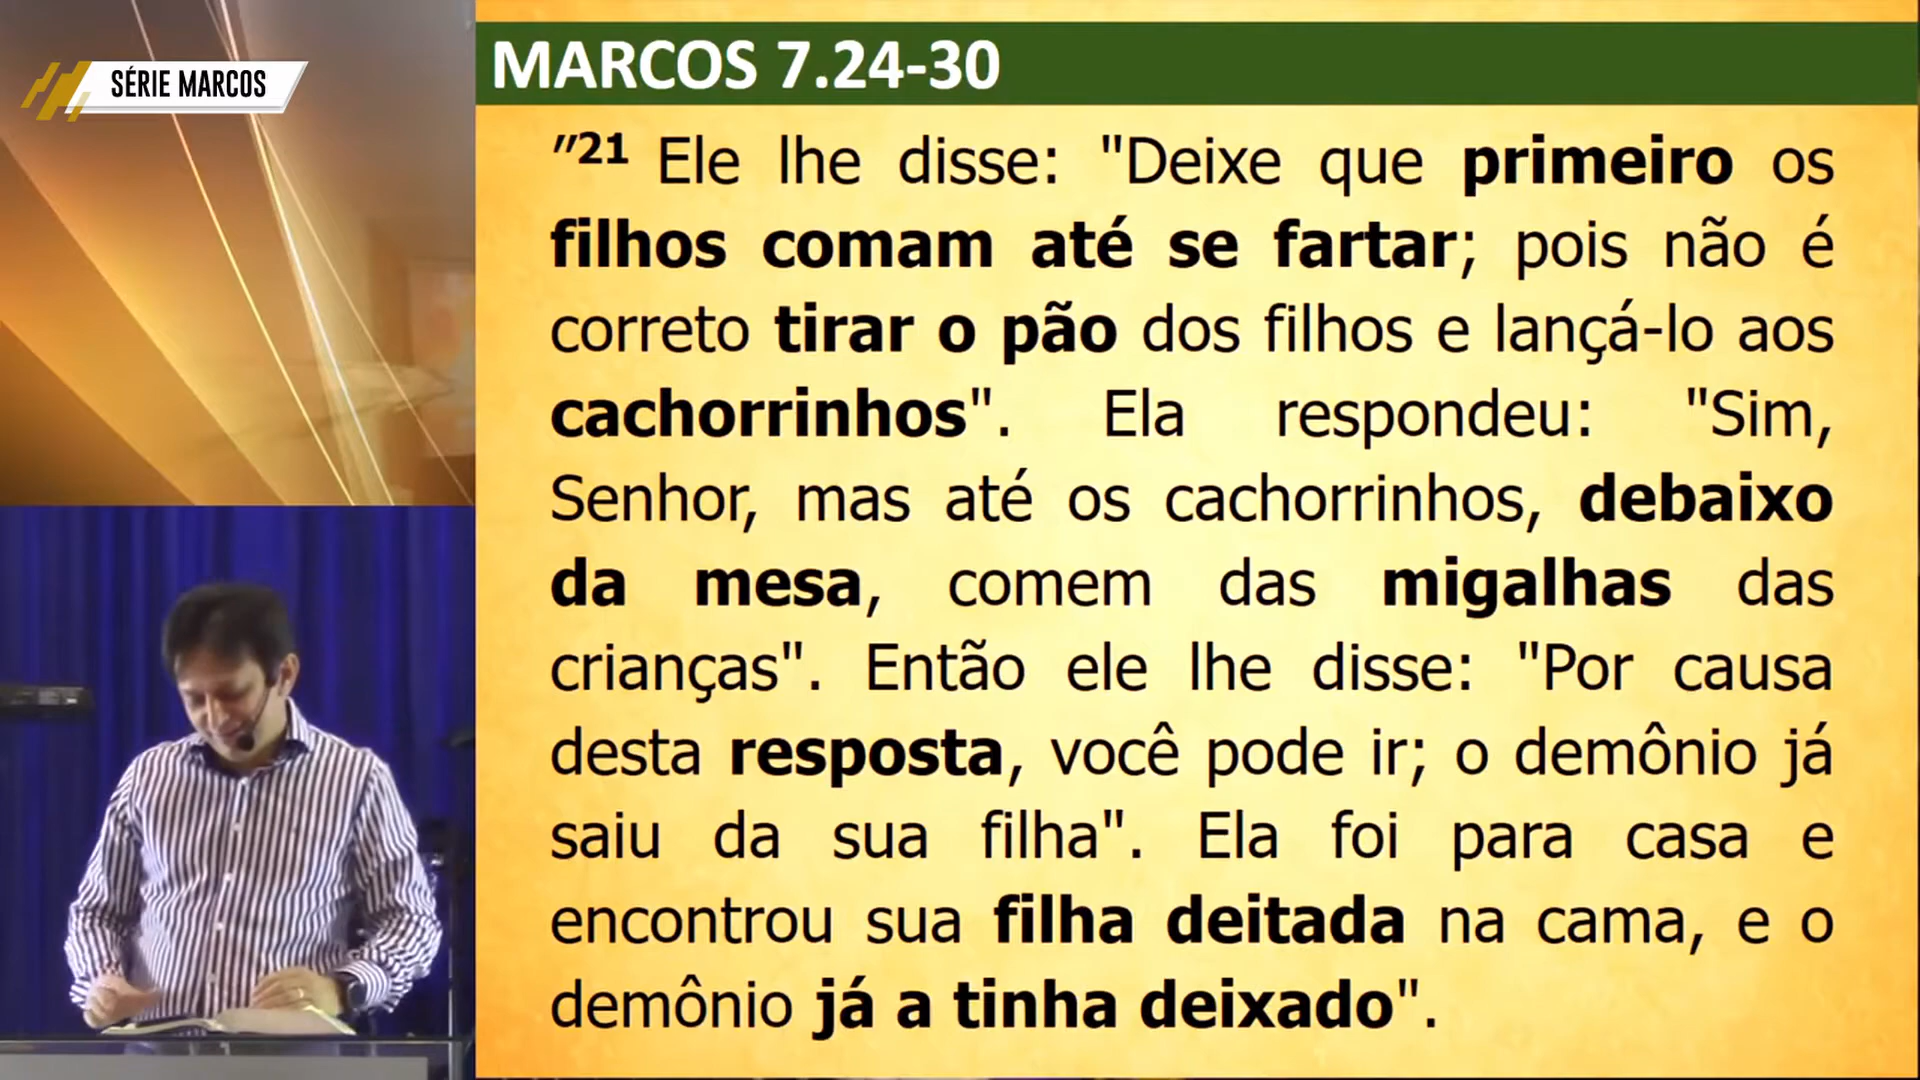 SÉRIE MARCOS
MARCOS 7.24-30
"21 Ele lhe disse: "Deixe que primeiro os
filhos comam até se fartar; pois não é
correto tirar o pão dos filhos e lançá-lo aos
cachorrinhos". Ela respondeu: "Sim,
Senhor, mas até os cachorrinhos, debaixo
da mesa, comem das migalhas das
crianças". Então ele lhe disse: "Por causa
desta resposta, você pode ir; o demônio já
saiu da sua filha". Ela foi para casa e
encontrou sua filha deitada na cama, e o
demônio já a tinha deixado".